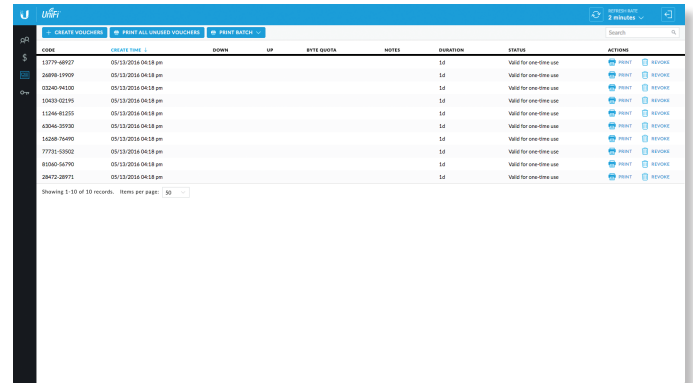 UniFi
REFRESH RATE
2 minutes
+ CREATE VOUCHERS PRINT ALL UNUSED VOUCHERS PRINT BATCH
Search
CODE CREATE TIME ↓ DOWN UP BYTE QUOTA NOTES DURATION STATUS ACTIONS
13779-68927 05/13/2016 04:18 pm 1d Valid for one-time use PRINT REVOKE
26898-19909 05/13/2016 04:18 pm 1d Valid for one-time use PRINT REVOKE
03240-94100 05/13/2016 04:18 pm 1d Valid for one-time use PRINT REVOKE
10433-02195 05/13/2016 04:18 pm 1d Valid for one-time use PRINT REVOKE
11246-81255 05/13/2016 04:18 pm 1d Valid for one-time use PRINT REVOKE
63046-35930 05/13/2016 04:18 pm 1d Valid for one-time use PRINT REVOKE
16268-76490 05/13/2016 04:18 pm 1d Valid for one-time use PRINT REVOKE
77731-53502 05/13/2016 04:18 pm 1d Valid for one-time use PRINT REVOKE
81060-56790 05/13/2016 04:18 pm 1d Valid for one-time use PRINT REVOKE
28472-28971 05/13/2016 04:18 pm 1d Valid for one-time use PRINT REVOKE
Showing 1-10 of 10 records. Items per page: 50